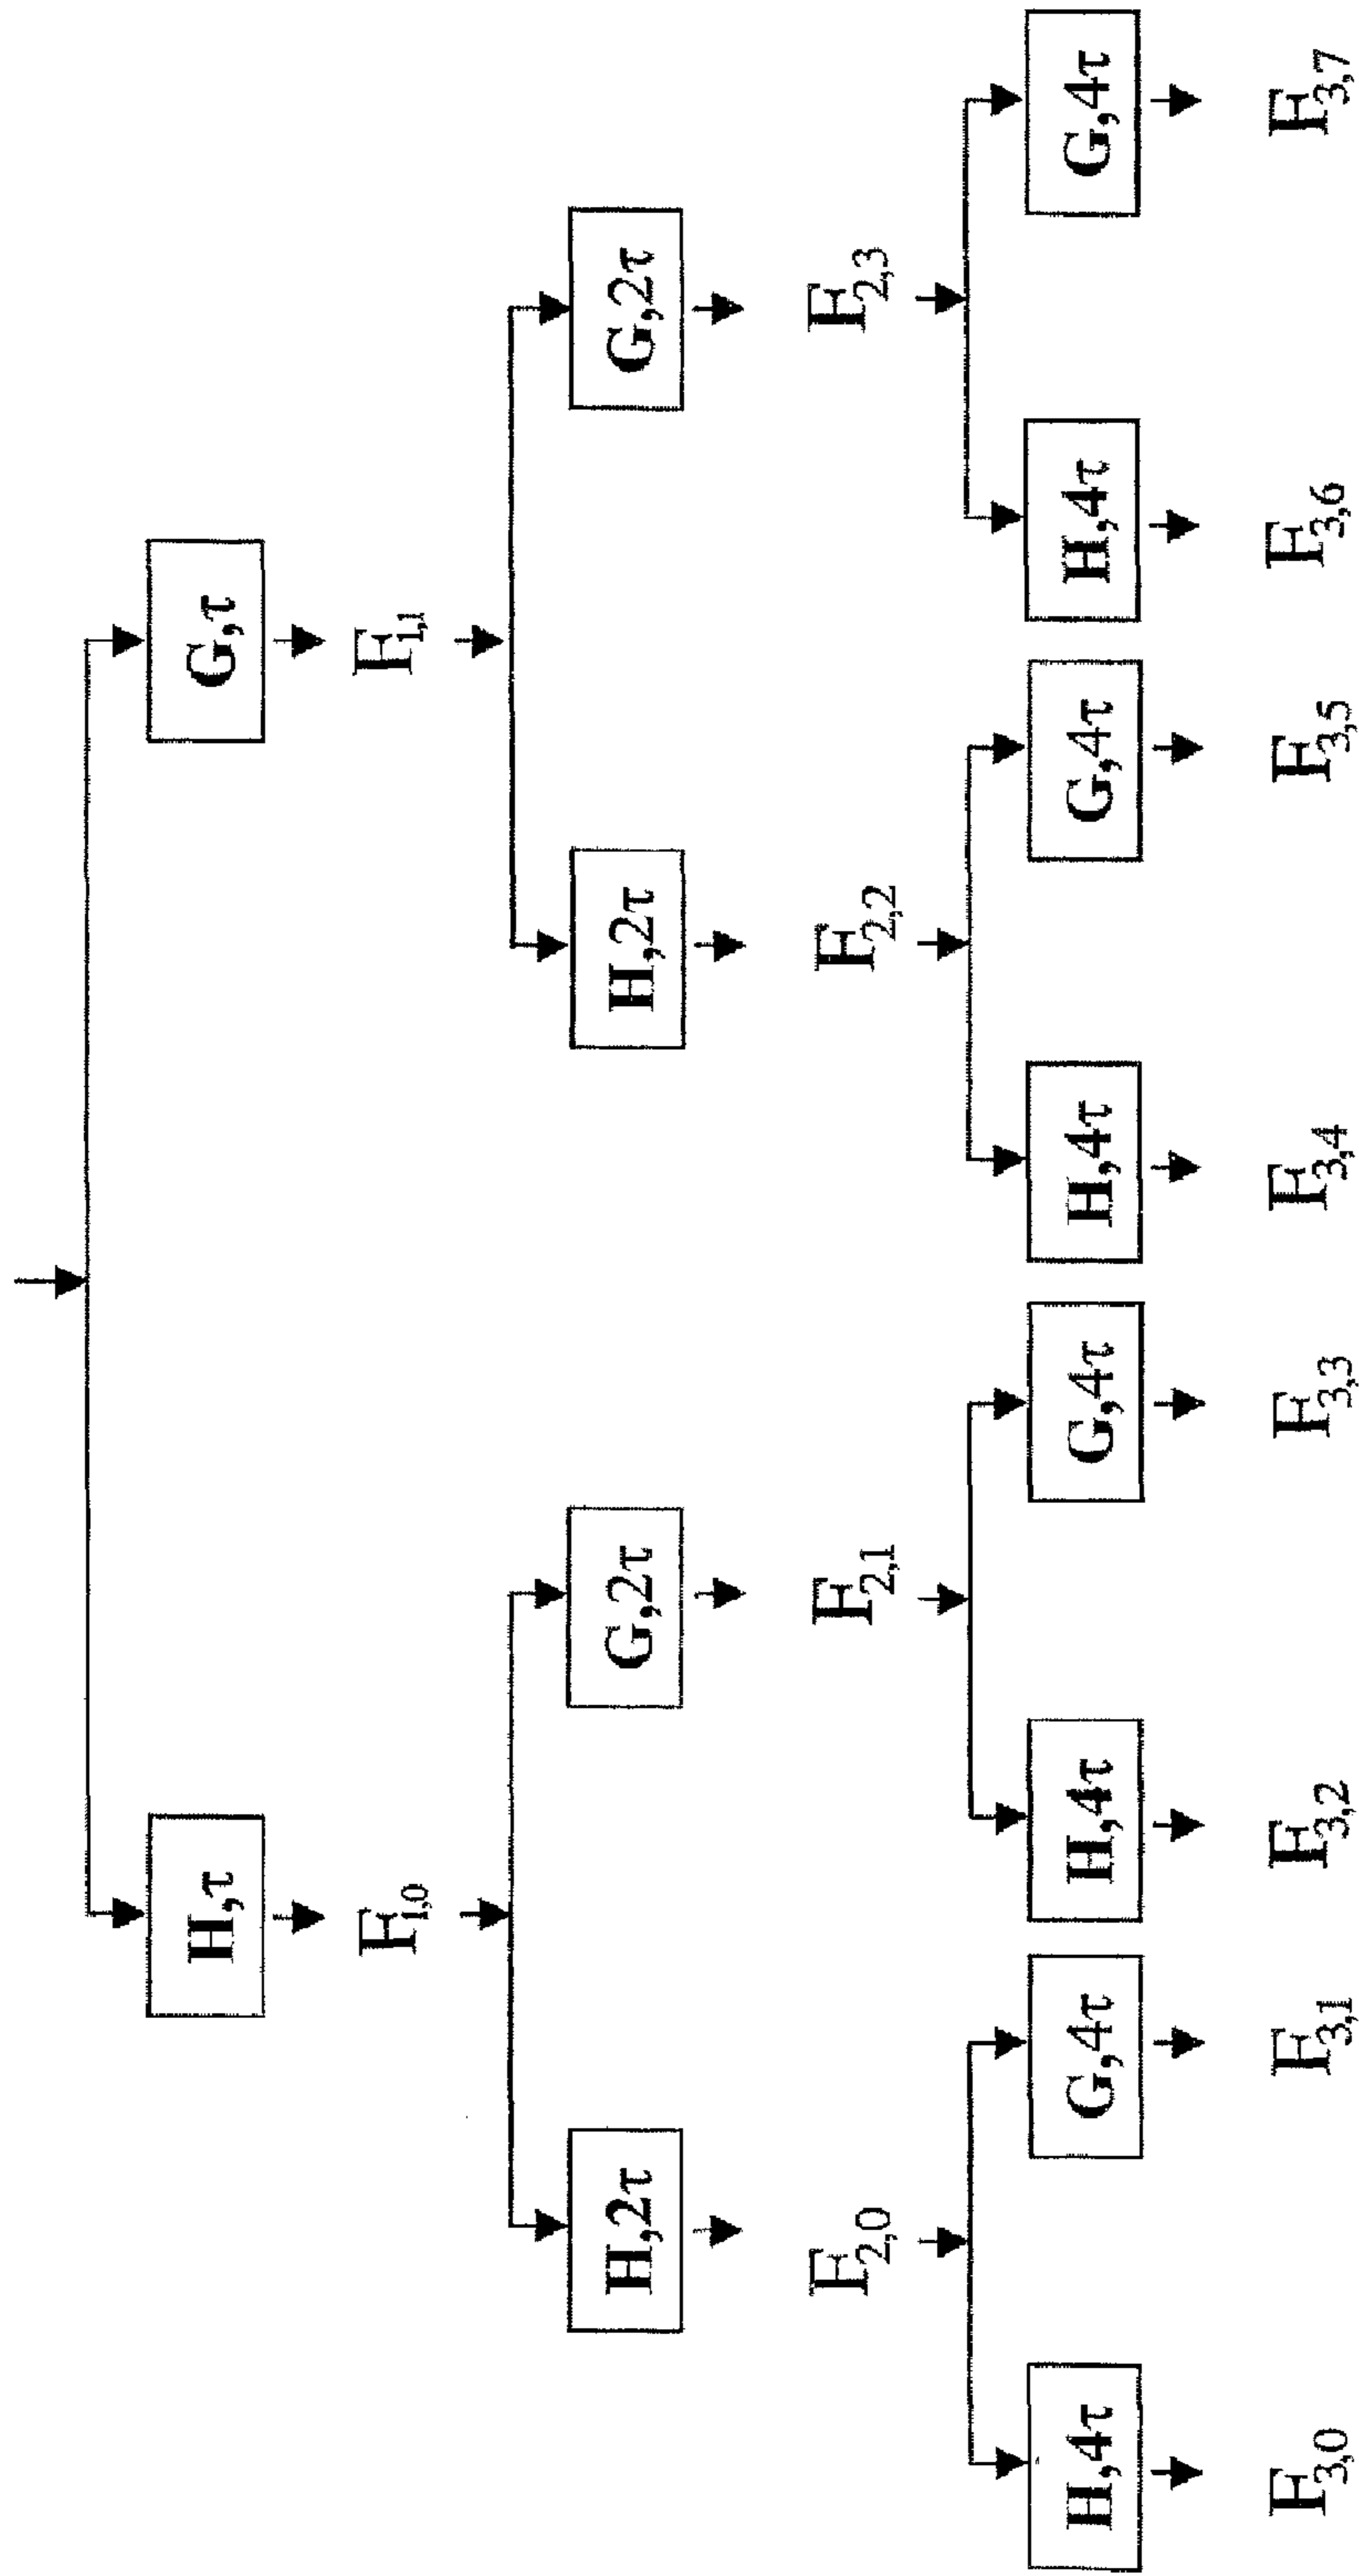 H,τ G,τ
F₁,₀ F₁,₁
H,2τ G,2τ H,2τ G,2τ
F₂,₀ F₂,₁ F₂,₂ F₂,₃
H,4τ G,4τ H,4τ G,4τ H,4τ G,4τ H,4τ G,4τ
F₃,₀ F₃,₁ F₃,₂ F₃,₃ F₃,₄ F₃,₅ F₃,₆ F₃,₇